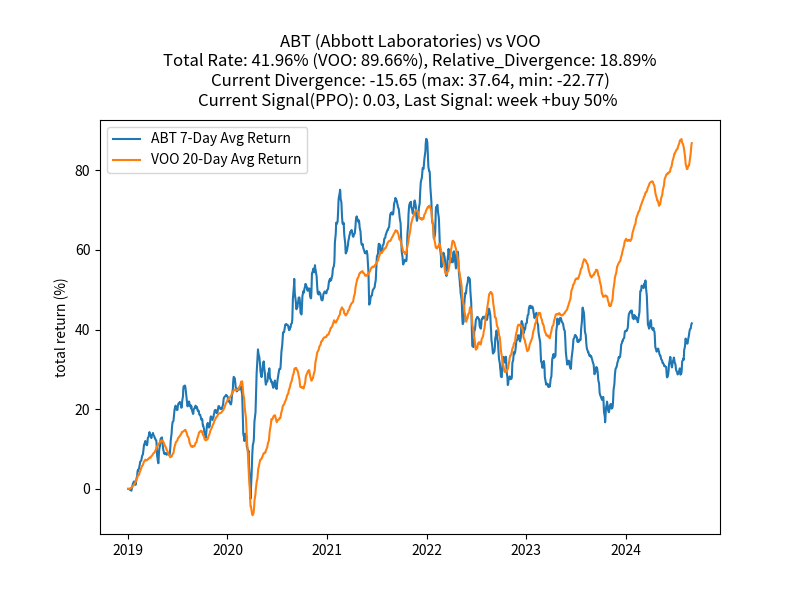 ABT (Abbott Laboratories) vs VOO
Total Rate: 41.96% (VOO: 89.66%), Relative_Divergence: 18.89%
Current Divergence: -15.65 (max: 37.64, min: -22.77)
Current Signal(PPO): 0.03, Last Signal: week +buy 50%
ABT 7-Day Avg Return
VOO 20-Day Avg Return
total return (%)
80
60
40
20
0
2019 2020 2021 2022 2023 2024